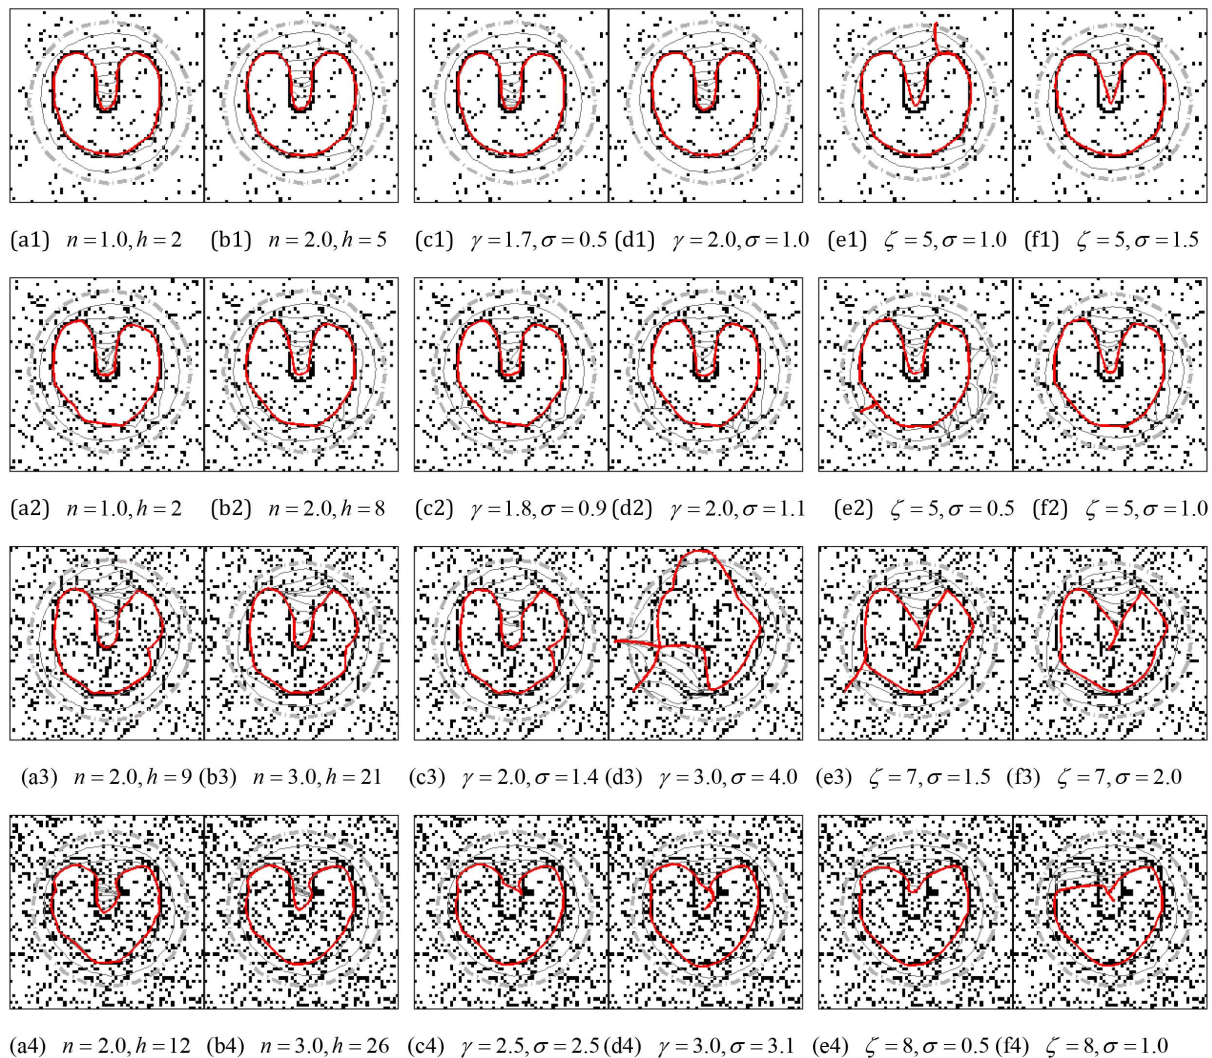 (a1) n = 1.0, h = 2 (b1) n = 2.0, h = 5 (c1) γ = 1.7, σ = 0.5 (d1) γ = 2.0, σ = 1.0 (e1) ζ = 5, σ = 1.0 (f1) ζ = 5, σ = 1.5
(a2) n = 1.0, h = 2 (b2) n = 2.0, h = 8 (c2) γ = 1.8, σ = 0.9 (d2) γ = 2.0, σ = 1.1 (e2) ζ = 5, σ = 0.5 (f2) ζ = 5, σ = 1.0
(a3) n = 2.0, h = 9 (b3) n = 3.0, h = 21 (c3) γ = 2.0, σ = 1.4 (d3) γ = 3.0, σ = 4.0 (e3) ζ = 7, σ = 1.5 (f3) ζ = 7, σ = 2.0
(a4) n = 2.0, h = 12 (b4) n = 3.0, h = 26 (c4) γ = 2.5, σ = 2.5 (d4) γ = 3.0, σ = 3.1 (e4) ζ = 8, σ = 0.5 (f4) ζ = 8, σ = 1.0